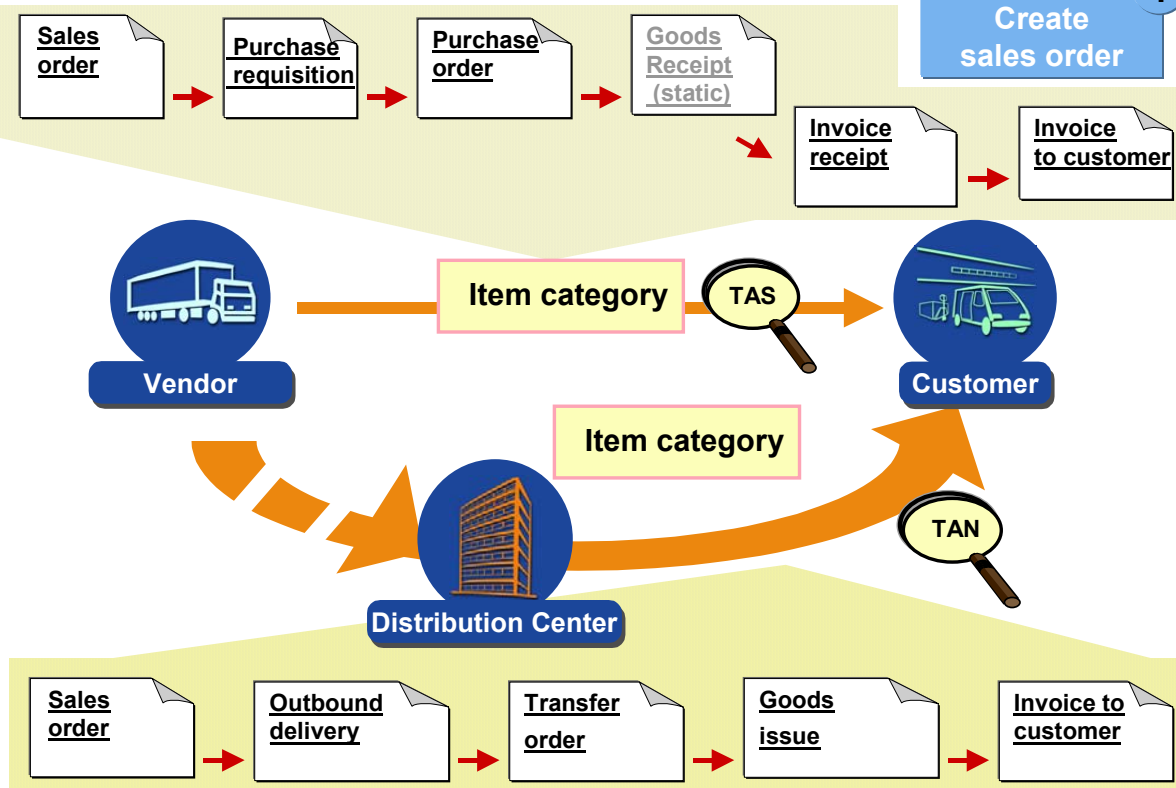 Create
sales order
Sales
order
Purchase
requisition
Purchase
order
Goods
Receipt
(static)
Invoice
receipt
Invoice
to customer
Item category
TAS
Vendor
Customer
Item category
TAN
Distribution Center
Sales
order
Outbound
delivery
Transfer
order
Goods
issue
Invoice to
customer